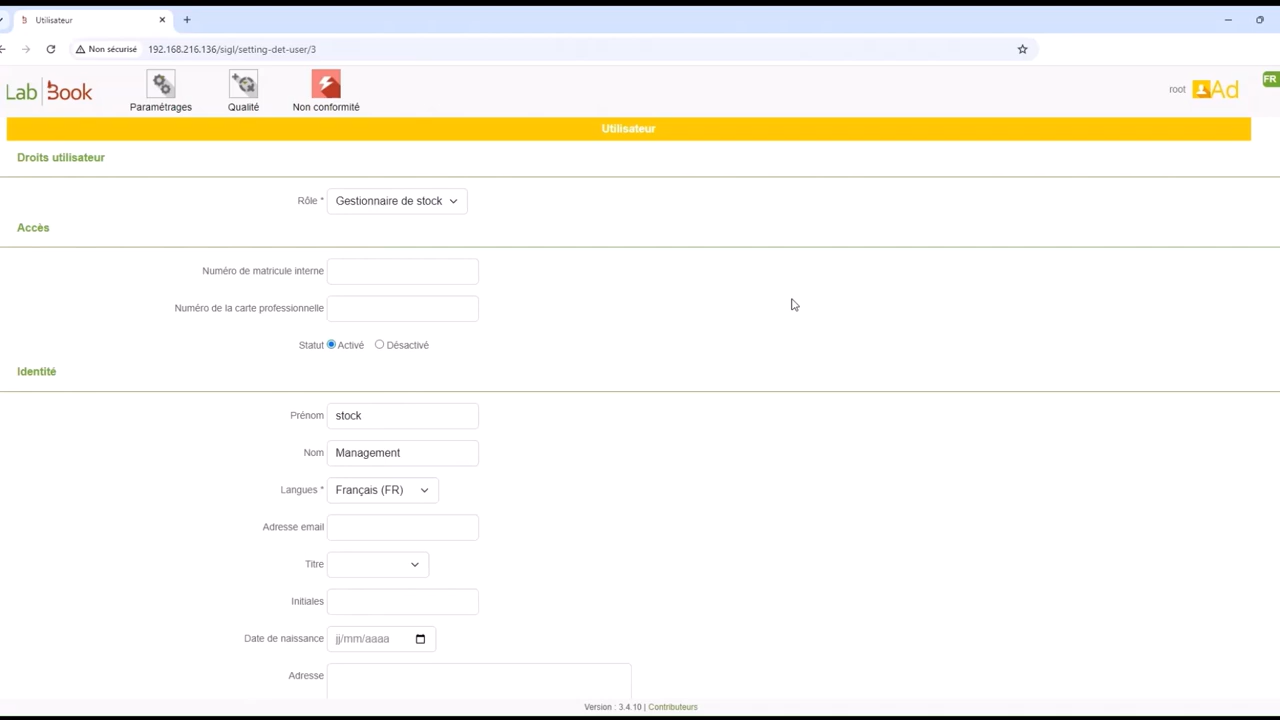 Utilisateur
Non sécurisé 192.168.216.136/sigl/setting-det-user/3
Lab Book
Paramétrages
Qualité
Non conformité
root
Ad
FR
Utilisateur
Droits utilisateur
Rôle * Gestionnaire de stock
Accès
Numéro de matricule interne
Numéro de la carte professionnelle
Statut Activé Désactivé
Identité
Prénom stock
Nom Management
Langues * Français (FR)
Adresse email
Titre
Initiales
Date de naissance jj/mm/aaaa
Adresse
Version : 3.4.10 | Contributeurs